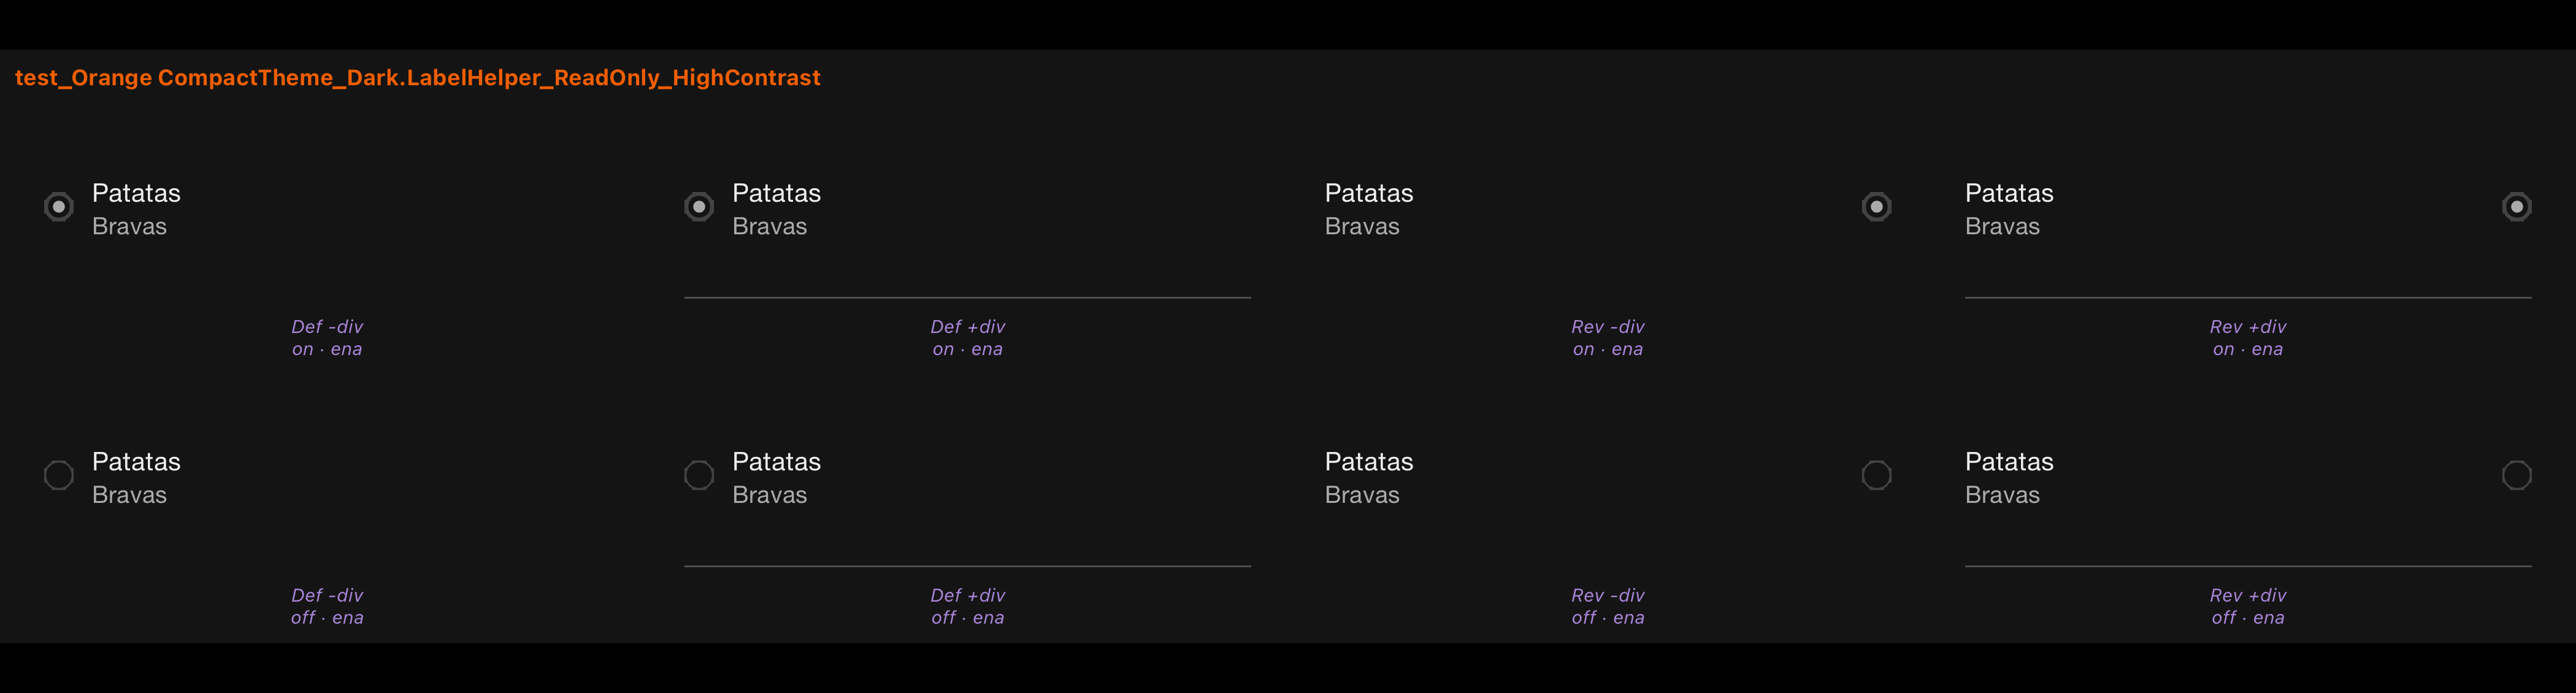 test_Orange CompactTheme_Dark.LabelHelper_ReadOnly_HighContrast
Patatas
Bravas
Patatas
Bravas
Patatas
Bravas
Patatas
Bravas
Def -div
on · ena
Def +div
on · ena
Rev -div
on · ena
Rev +div
on · ena
Patatas
Bravas
Patatas
Bravas
Patatas
Bravas
Patatas
Bravas
Def -div
off · ena
Def +div
off · ena
Rev -div
off · ena
Rev +div
off · ena